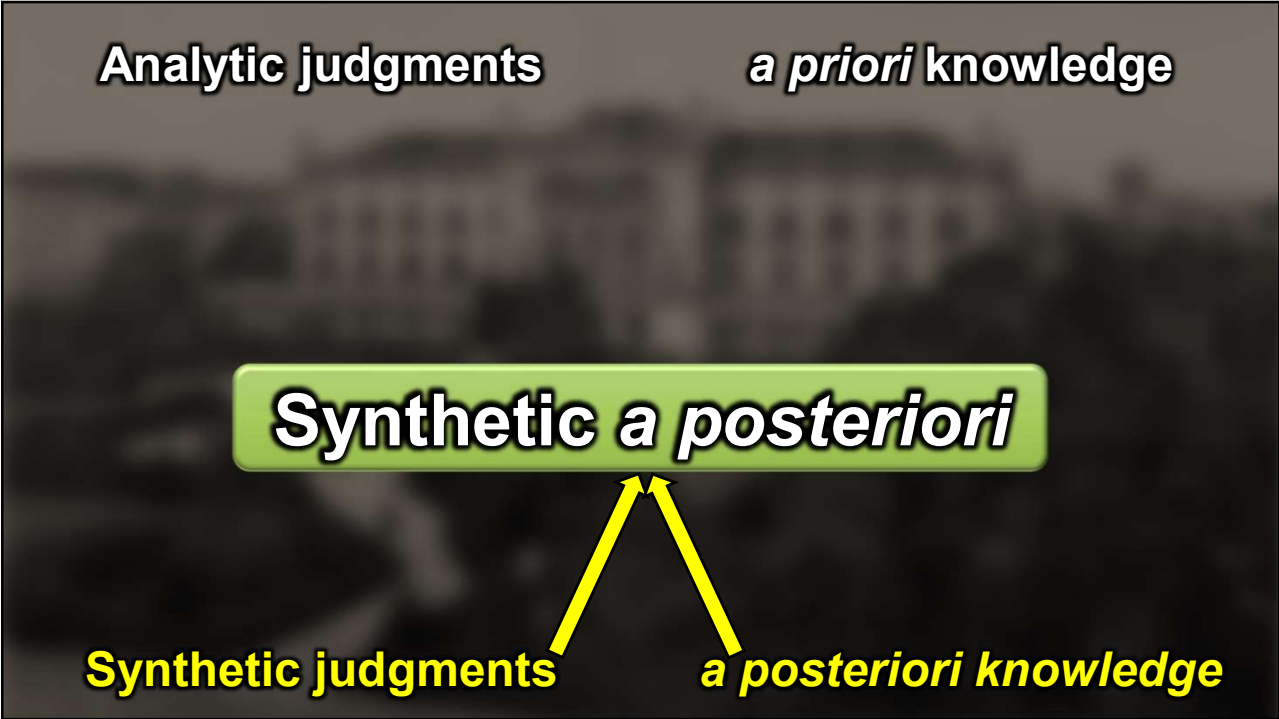 Analytic judgments
a priori knowledge
Synthetic a posteriori
Synthetic judgments
a posteriori knowledge